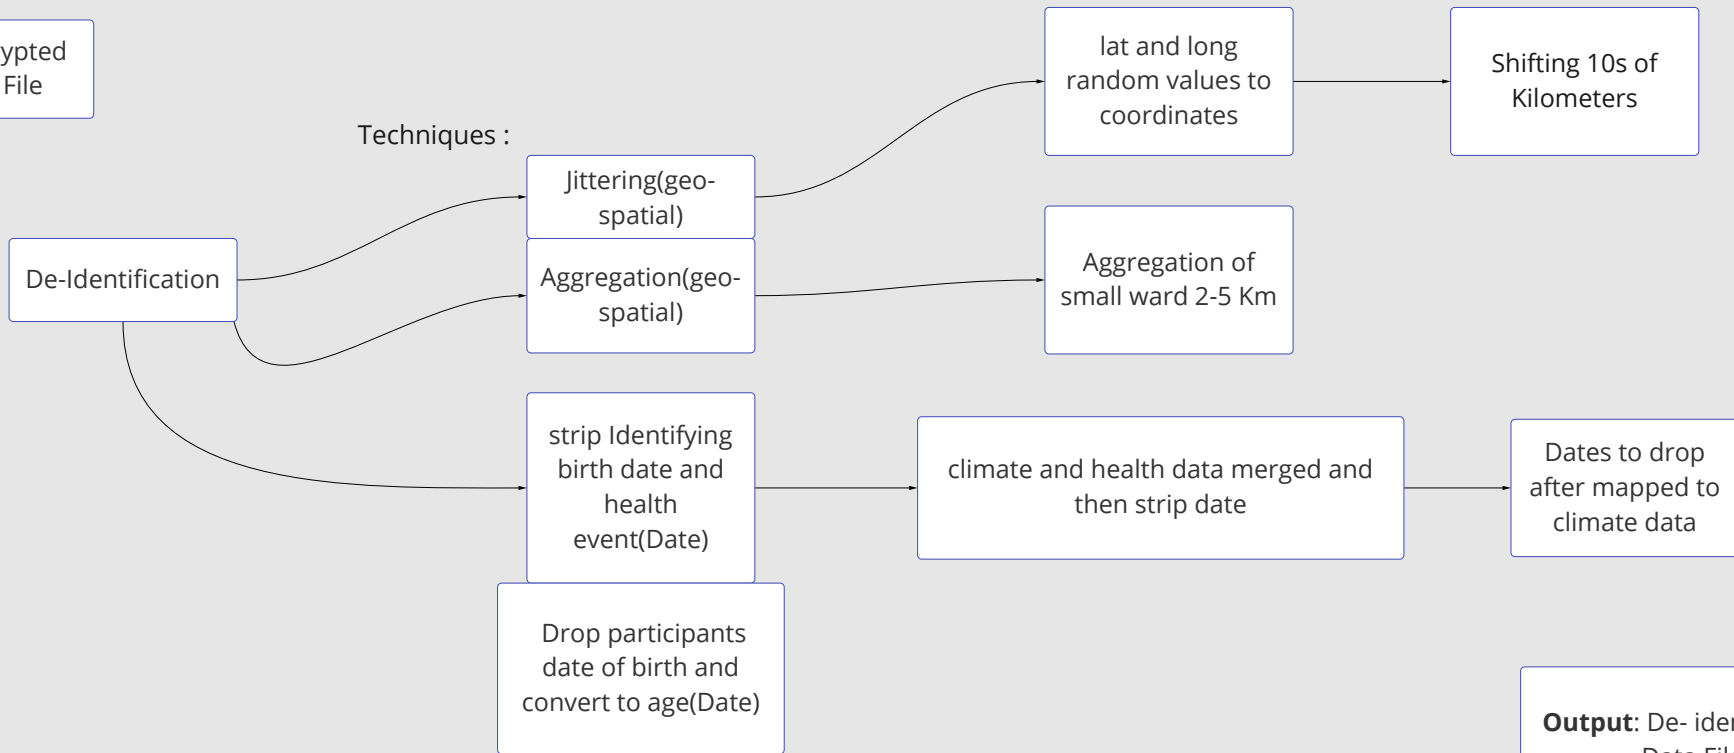 ypted
File
lat and long
random values to
coordinates
Shifting 10s of
Kilometers
Techniques :
Jittering(geo-
spatial)
De-Identification
Aggregation(geo-
spatial)
Aggregation of
small ward 2-5 Km
strip Identifying
birth date and
health
event(Date)
climate and health data merged and
then strip date
Dates to drop
after mapped to
climate data
Drop participants
date of birth and
convert to age(Date)
Output: De- iden
Data Fil